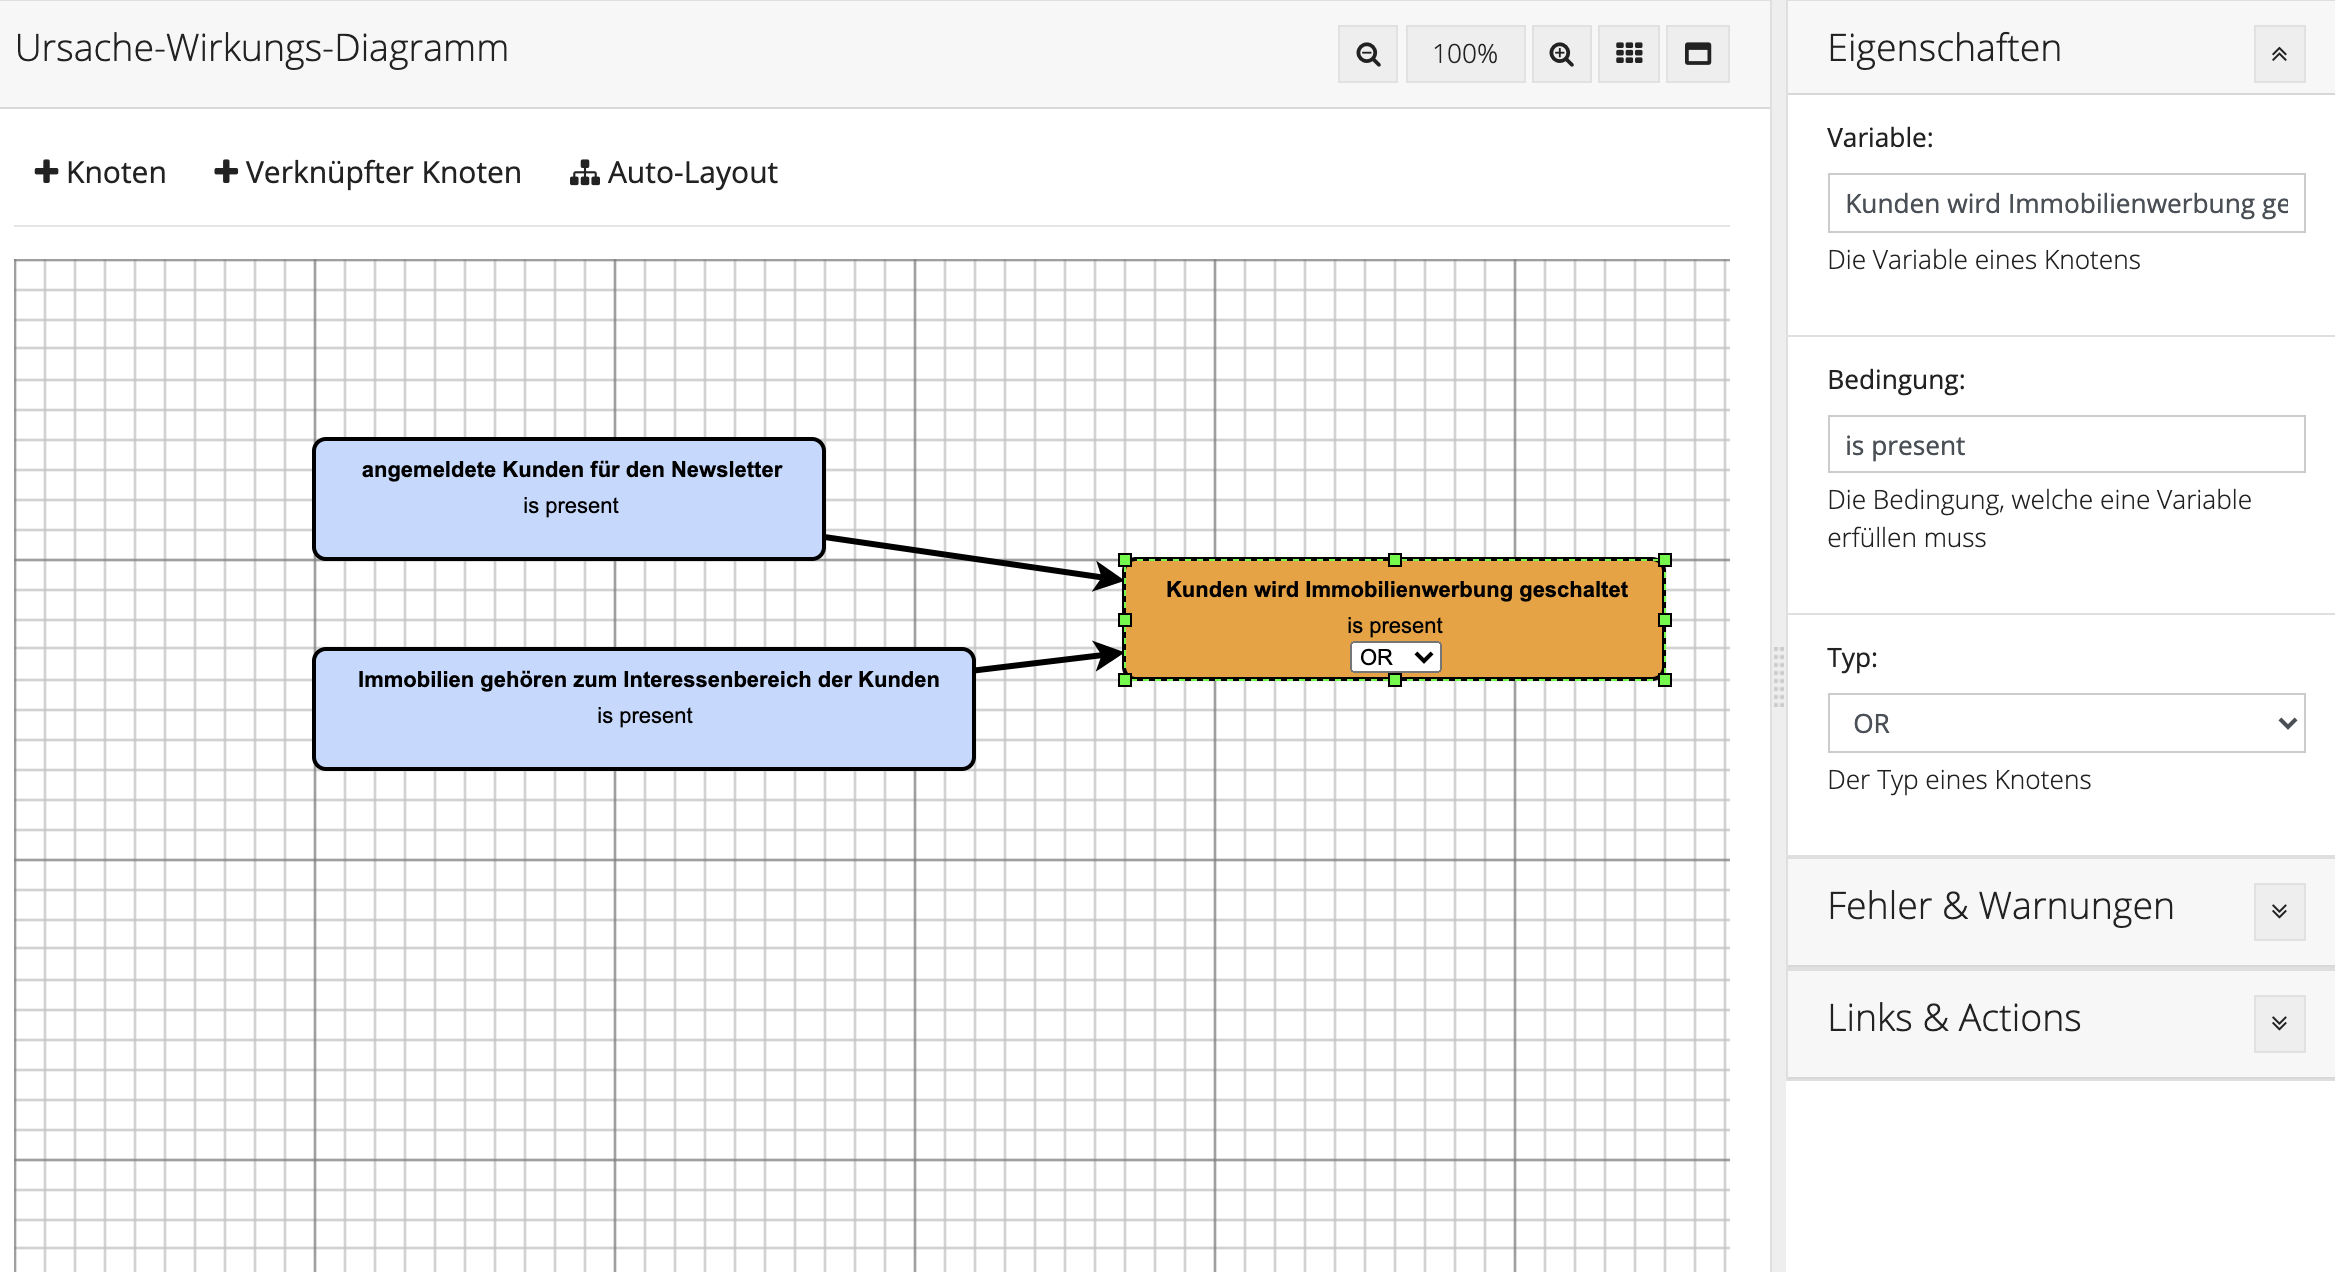 Ursache-Wirkungs-Diagramm
100%
Knoten
Verknüpfter Knoten
Auto-Layout
angemeldete Kunden für den Newsletter
is present
Immobilien gehören zum Interessenbereich der Kunden
is present
Kunden wird Immobilienwerbung geschaltet
is present
OR
Eigenschaften
Variable:
Kunden wird Immobilienwerbung ge
Die Variable eines Knotens
Bedingung:
is present
Die Bedingung, welche eine Variable
erfüllen muss
Typ:
OR
Der Typ eines Knotens
Fehler & Warnungen
Links & Actions